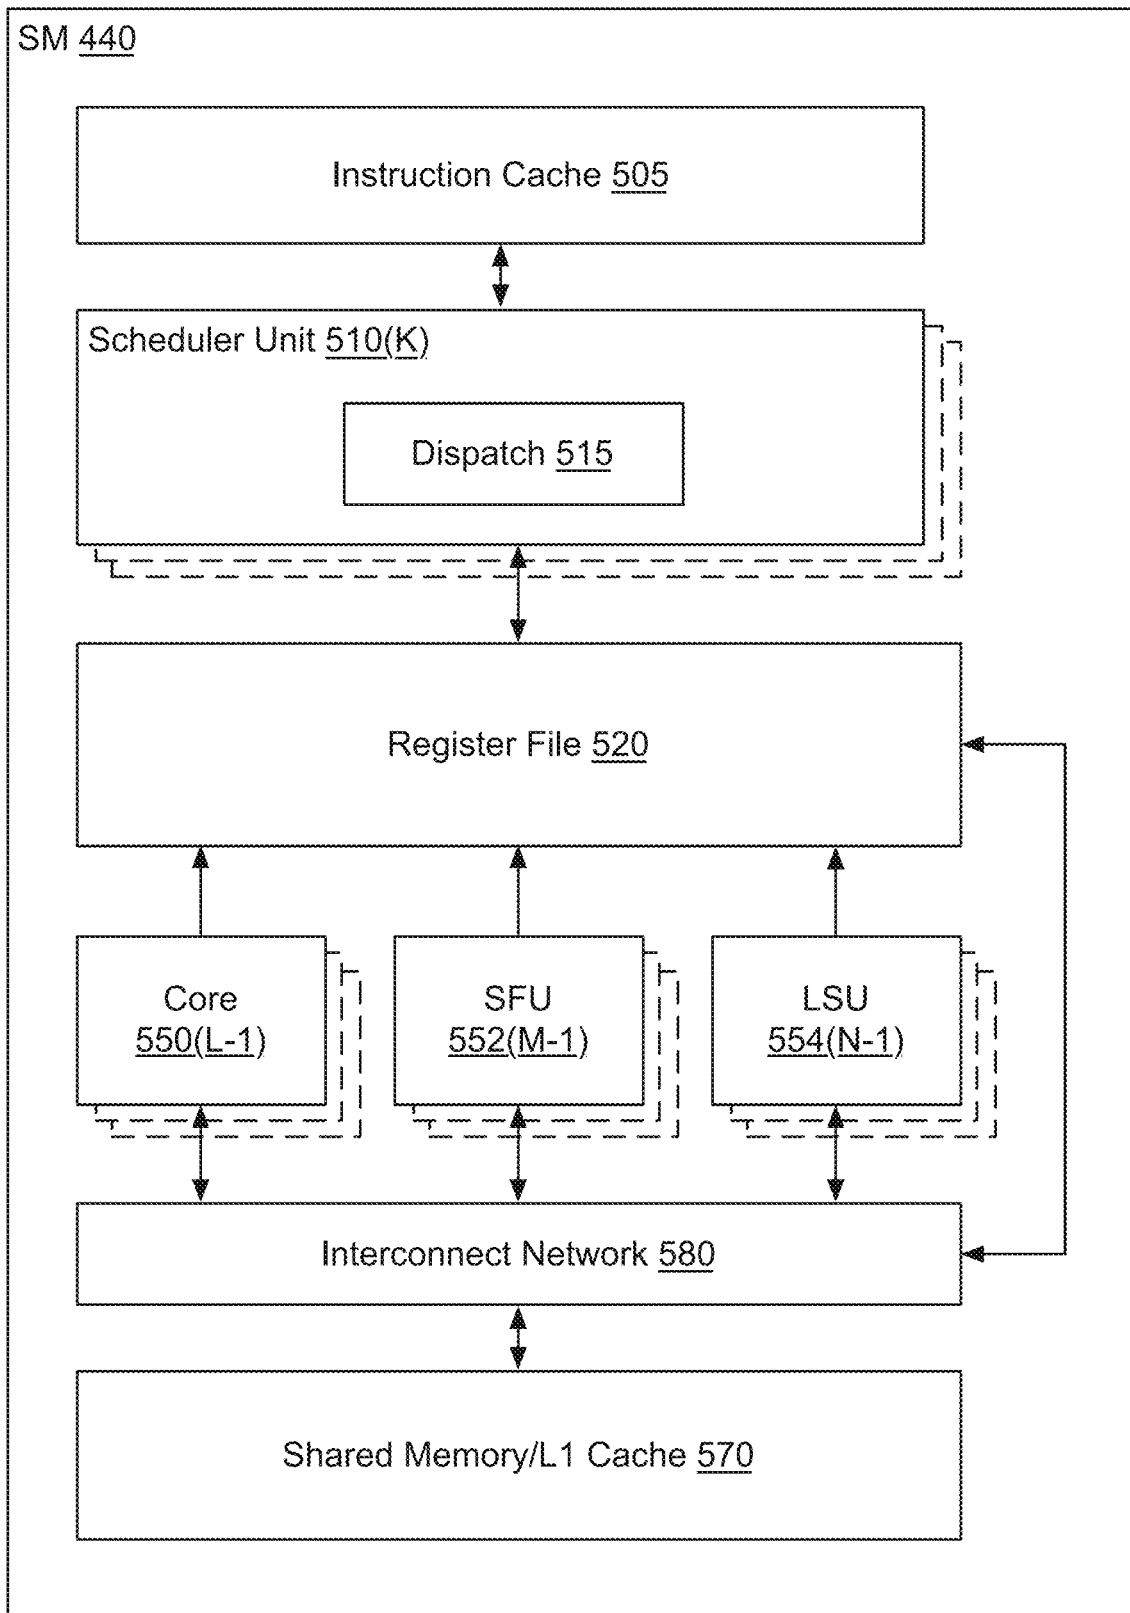 SM 440
Instruction Cache 505
Scheduler Unit 510(K)
Dispatch 515
Register File 520
Core
550(L-1)
SFU
552(M-1)
LSU
554(N-1)
Interconnect Network 580
Shared Memory/L1 Cache 570